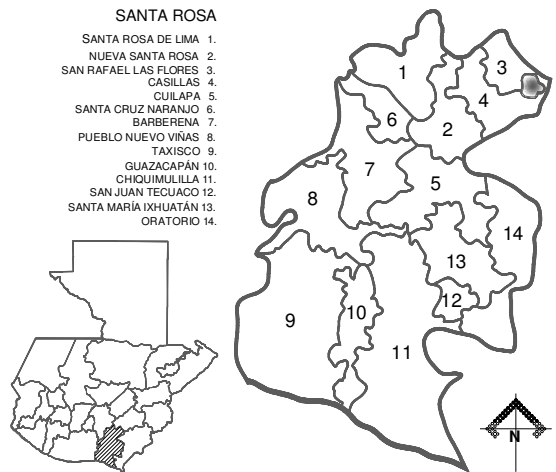 SANTA ROSA
SANTA ROSA DE LIMA 1.
NUEVA SANTA ROSA 2.
SAN RAFAEL LAS FLORES 3.
CASILLAS 4.
CUILAPA 5.
SANTA CRUZ NARANJO 6.
BARBERENA 7.
PUEBLO NUEVO VIÑAS 8.
TAXISCO 9.
GUAZACAPÁN 10.
CHIQUIMULILLA 11.
SAN JUAN TECUACO 12.
SANTA MARÍA IXHUATÁN 13.
ORATORIO 14.
1
3
4
6
2
7
5
8
14
13
12
9
10
11
N